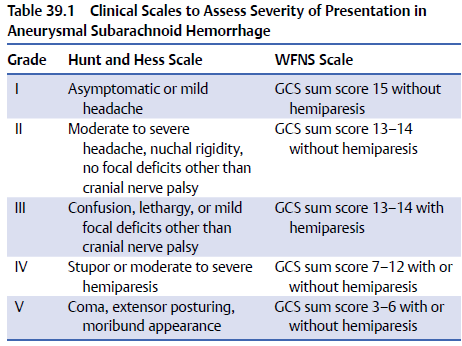 Table 39.1 Clinical Scales to Assess Severity of Presentation in
Aneurysmal Subarachnoid Hemorrhage
Grade Hunt and Hess Scale WFNS Scale
I Asymptomatic or mild GCS sum score 15 without
headache hemiparesis
II Moderate to severe GCS sum score 13–14
headache, nuchal rigidity, without hemiparesis
no focal deficits other than
cranial nerve palsy
III Confusion, lethargy, or mild GCS sum score 13–14 with
focal deficits other than hemiparesis
cranial nerve palsy
IV Stupor or moderate to severe GCS sum score 7–12 with or
hemiparesis without hemiparesis
V Coma, extensor posturing, GCS sum score 3–6 with or
moribund appearance without hemiparesis